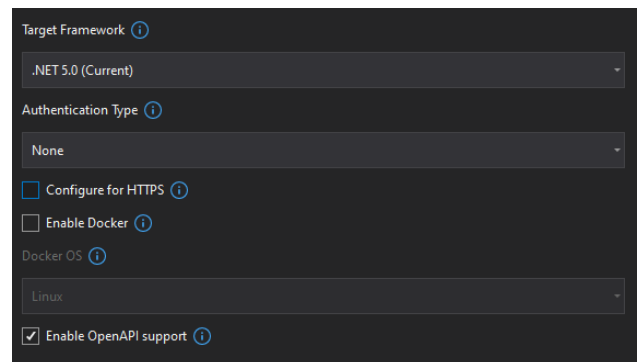 Target Framework
.NET 5.0 (Current)
Authentication Type
None
Configure for HTTPS
Enable Docker
Docker OS
Linux
Enable OpenAPI support